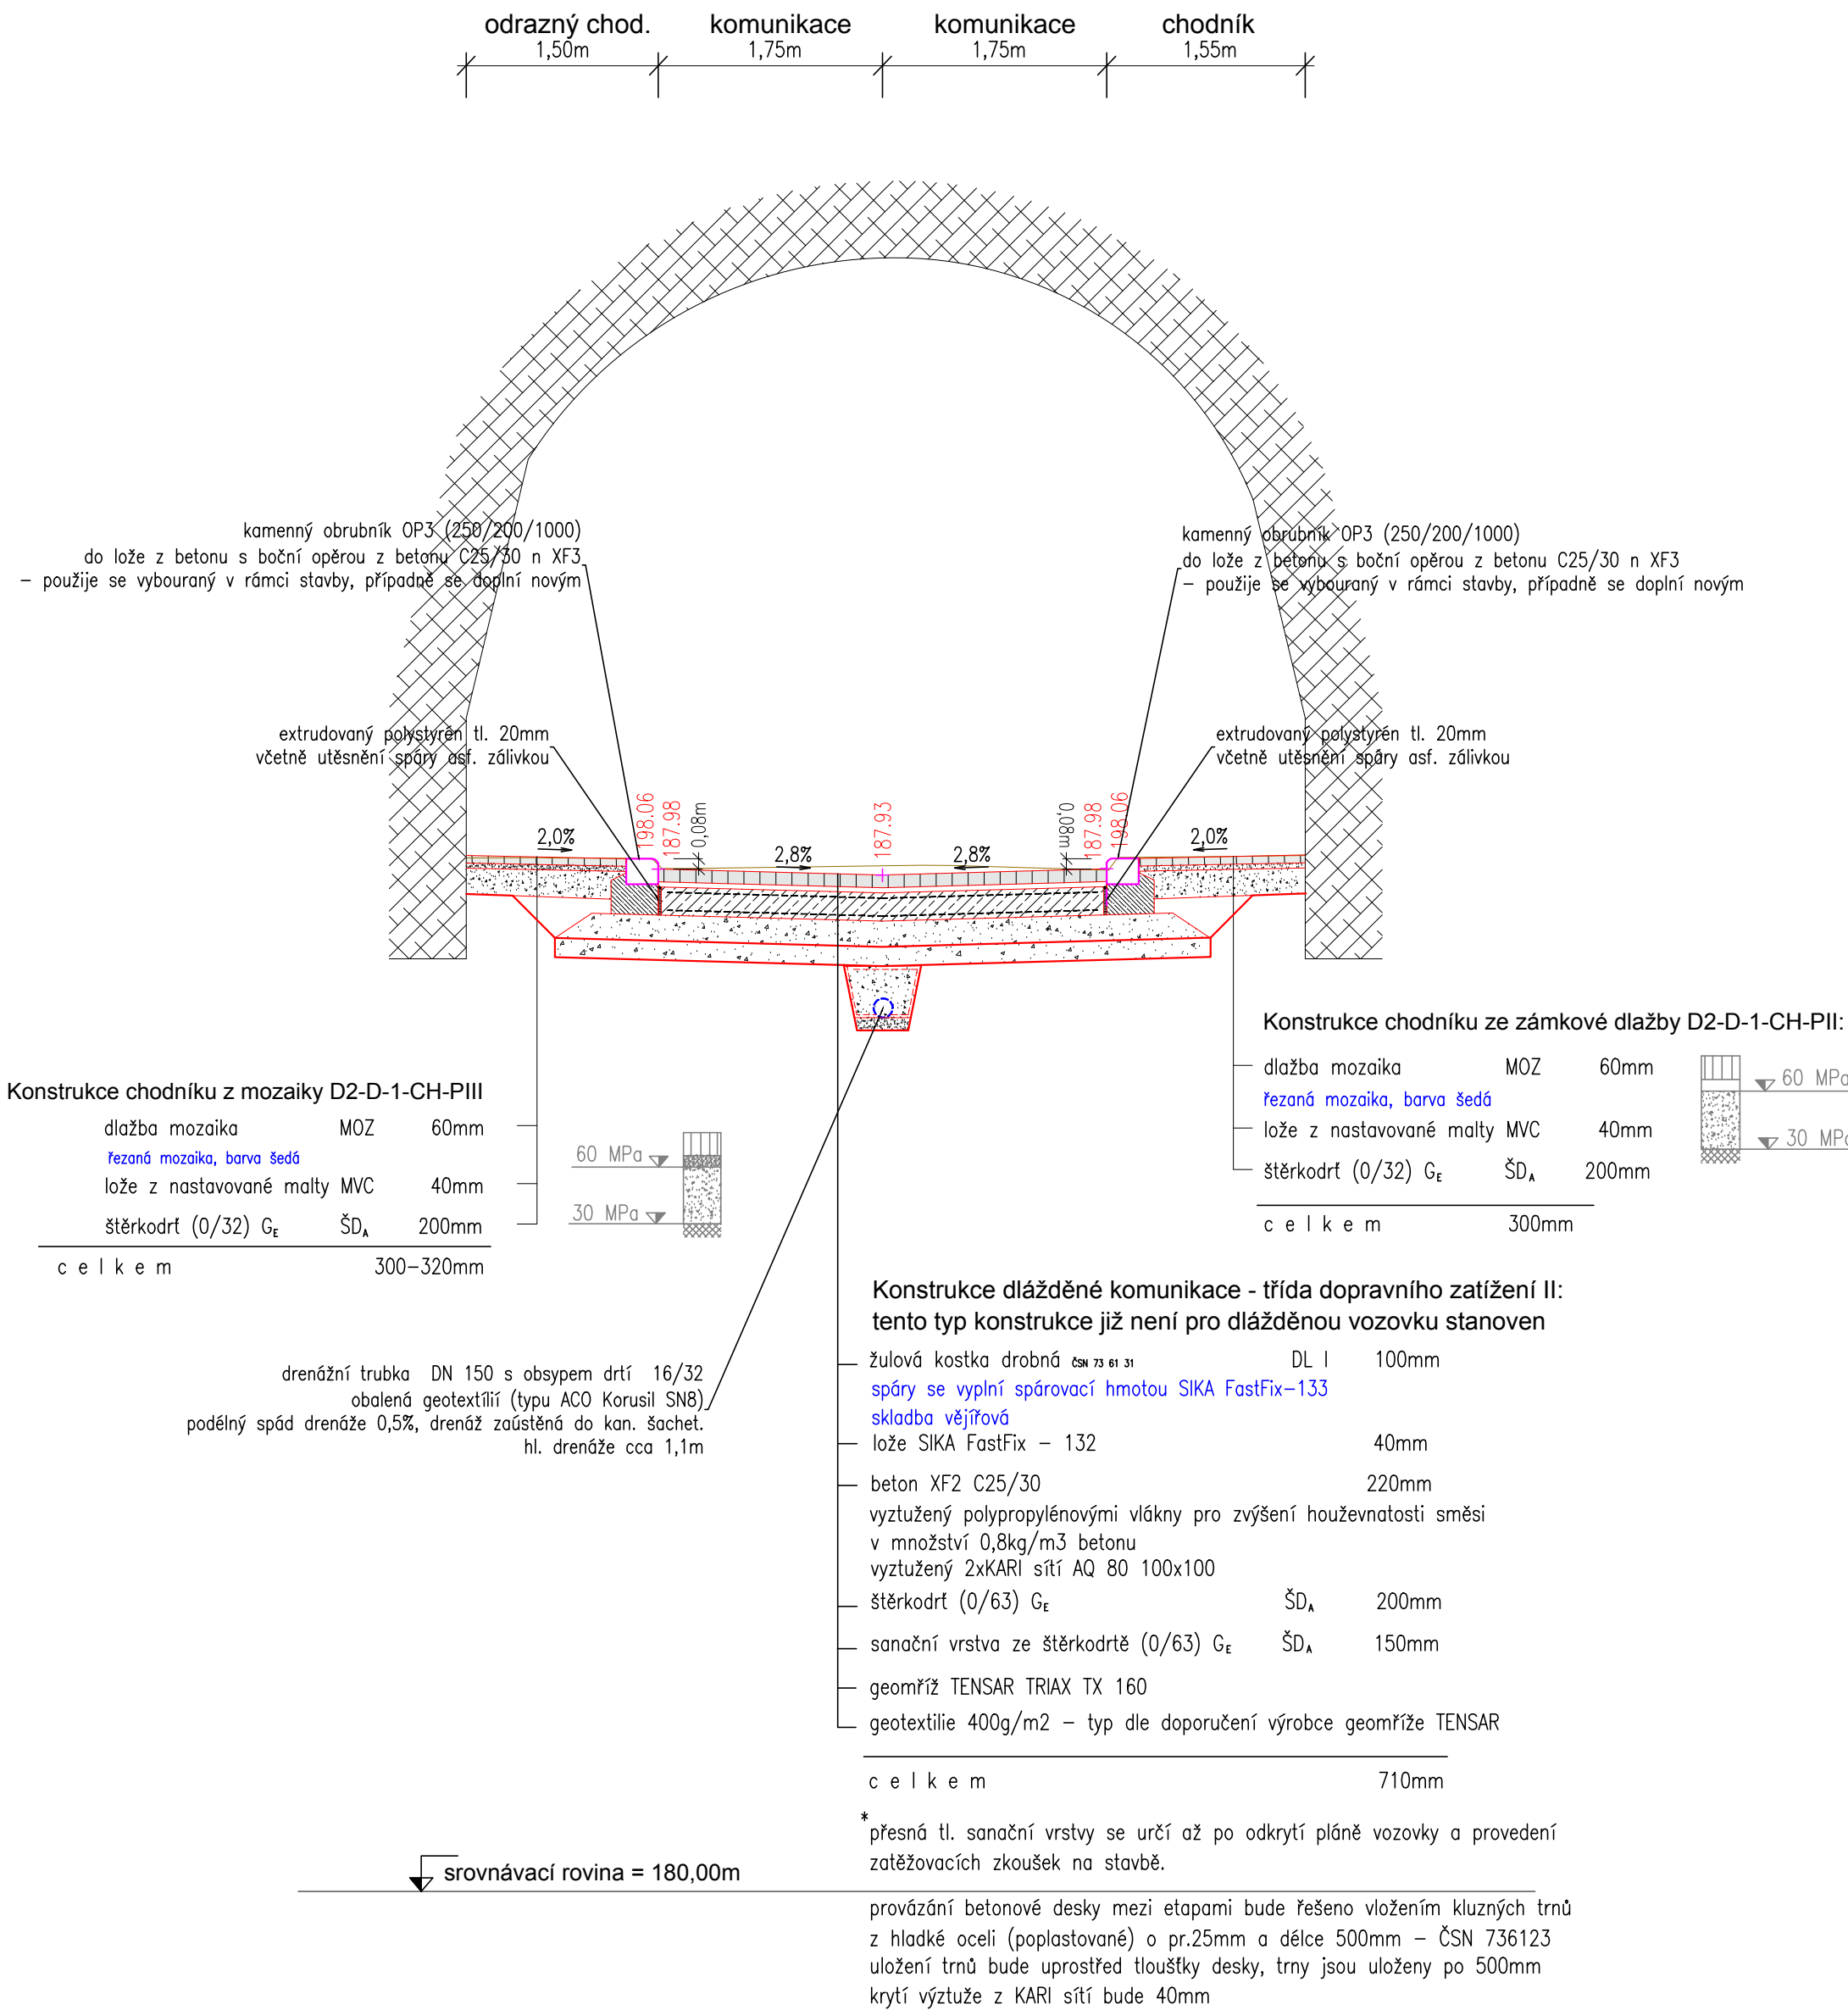 odrazný chod. komunikace komunikace chodník
1,50m 1,75m 1,75m 1,55m
kamenný obrubník OP3 (250/200/1000)
do lože z betonu s boční opěrou z betonu C25/30 n XF3
– použije se vybouraný v rámci stavby, případně se doplní novým
kamenný obrubník OP3 (250/200/1000)
do lože z betonu s boční opěrou z betonu C25/30 n XF3
– použije se vybouraný v rámci stavby, případně se doplní novým
extrudovaný polystyrén tl. 20mm
včetně utěsnění spáry asf. zálivkou
extrudovaný polystyrén tl. 20mm
včetně utěsnění spáry asf. zálivkou
198.06
187.98
0,08m
187.93
0,08m
187.98
198.06
2,0% 2,8% 2,8% 2,0%
Konstrukce chodníku ze zámkové dlažby D2-D-1-CH-PII:
dlažba mozaika MOZ 60mm
řezaná mozaika, barva šedá
lože z nastavované malty MVC 40mm
štěrkodrť (0/32) GE ŠDA 200mm
c e l k e m 300mm
60 MPa
30 MPa
Konstrukce chodníku z mozaiky D2-D-1-CH-PIII
dlažba mozaika MOZ 60mm
řezaná mozaika, barva šedá
lože z nastavované malty MVC 40mm
štěrkodrť (0/32) GE ŠDA 200mm
c e l k e m 300–320mm
60 MPa
30 MPa
drenážní trubka DN 150 s obsypem drtí 16/32
obalená geotextílií (typu ACO Korusil SN8)
podélný spád drenáže 0,5%, drenáž zaústěná do kan. šachet.
hl. drenáže cca 1,1m
Konstrukce dlážděné komunikace - třída dopravního zatížení II:
tento typ konstrukce již není pro dlážděnou vozovku stanoven
žulová kostka drobná ČSN 73 61 31 DL I 100mm
spáry se vyplní spárovací hmotou SIKA FastFix–133
skladba vějířová
lože SIKA FastFix – 132 40mm
beton XF2 C25/30 220mm
vyztužený polypropylénovými vlákny pro zvýšení houževnatosti směsi
v množství 0,8kg/m3 betonu
vyztužený 2xKARI sítí AQ 80 100x100
štěrkodrť (0/63) GE ŠDA 200mm
sanační vrstva ze štěrkodrtě (0/63) GE ŠDA 150mm
geomříž TENSAR TRIAX TX 160
geotextilie 400g/m2 – typ dle doporučení výrobce geomříže TENSAR
c e l k e m 710mm
*přesná tl. sanační vrstvy se určí až po odkrytí pláně vozovky a provedení
zatěžovacích zkoušek na stavbě.
srovnávací rovina = 180,00m
provázání betonové desky mezi etapami bude řešeno vložením kluzných trnů
z hladké oceli (poplastované) o pr.25mm a délce 500mm – ČSN 736123
uložení trnů bude uprostřed tloušťky desky, trny jsou uloženy po 500mm
krytí výztuže z KARI sítí bude 40mm